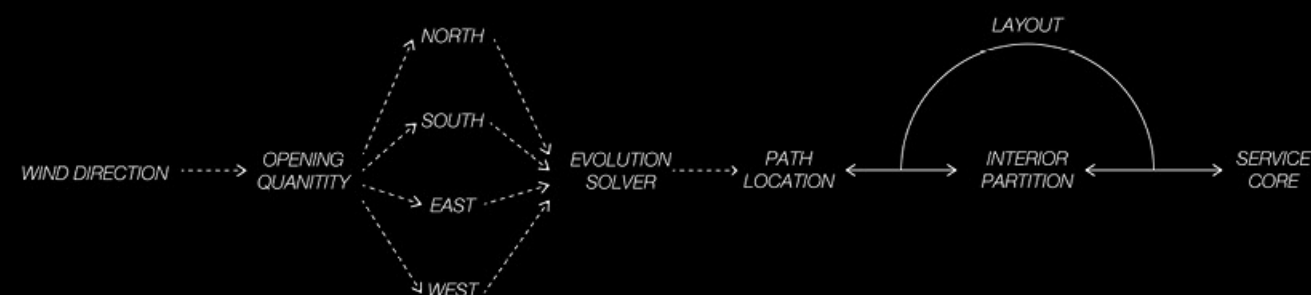 WIND DIRECTION
OPENING
QUANITITY
NORTH
SOUTH
EAST
WEST
EVOLUTION
SOLVER
PATH
LOCATION
LAYOUT
INTERIOR
PARTITION
SERVICE
CORE